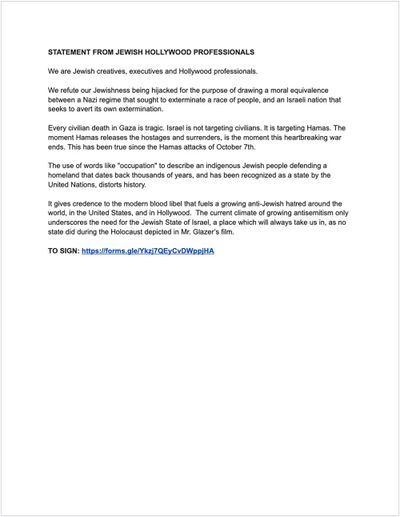 STATEMENT FROM JEWISH HOLLYWOOD PROFESSIONALS
We are Jewish creatives, executives and Hollywood professionals.
We refute our Jewishness being hijacked for the purpose of drawing a moral equivalence
between a Nazi regime that sought to exterminate a race of people, and an Israeli nation that
seeks to avert its own extermination.
Every civilian death in Gaza is tragic. Israel is not targeting civilians. It is targeting Hamas. The
moment Hamas releases the hostages and surrenders, is the moment this heartbreaking war
ends. This has been true since the Hamas attacks of October 7th.
The use of words like "occupation" to describe an indigenous Jewish people defending a
homeland that dates back thousands of years, and has been recognized as a state by the
United Nations, distorts history.
It gives credence to the modern blood libel that fuels a growing anti-Jewish hatred around the
world, in the United States, and in Hollywood.  The current climate of growing antisemitism only
underscores the need for the Jewish State of Israel, a place which will always take us in, as no
state did during the Holocaust depicted in Mr. Glazer's film.
TO SIGN: https://forms.gle/Ykzj7QEyCvDWppjHA